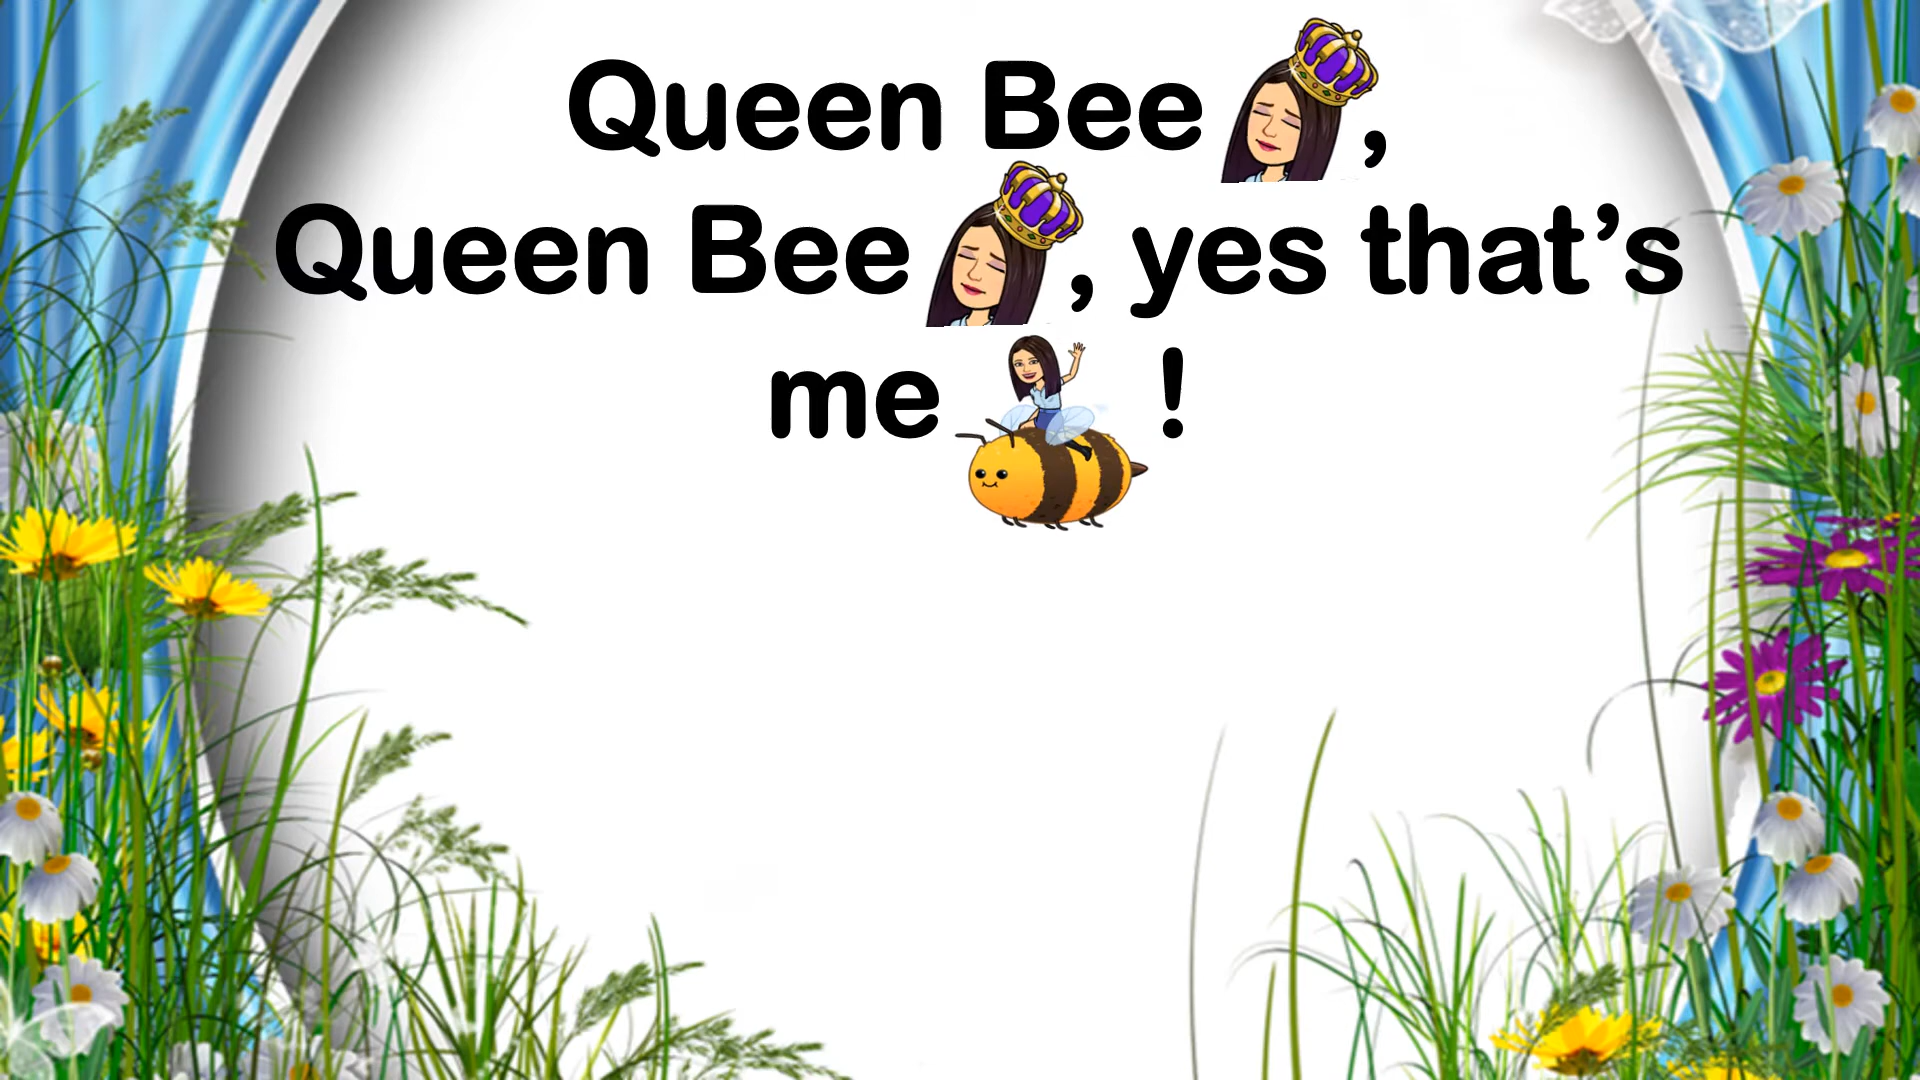 Queen Bee,
Queen Bee, yes that’s
me!